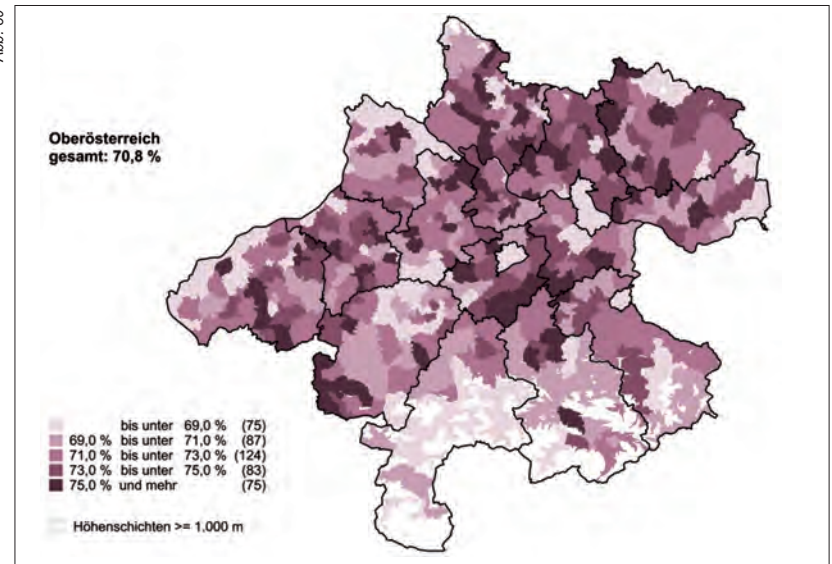 Oberösterreich
gesamt: 70,8 %
bis unter 69,0 % (75)
69,0 % bis unter 71,0 % (87)
71,0 % bis unter 73,0 % (124)
73,0 % bis unter 75,0 % (83)
75,0 % und mehr (75)
Höhenschichten >= 1.000 m